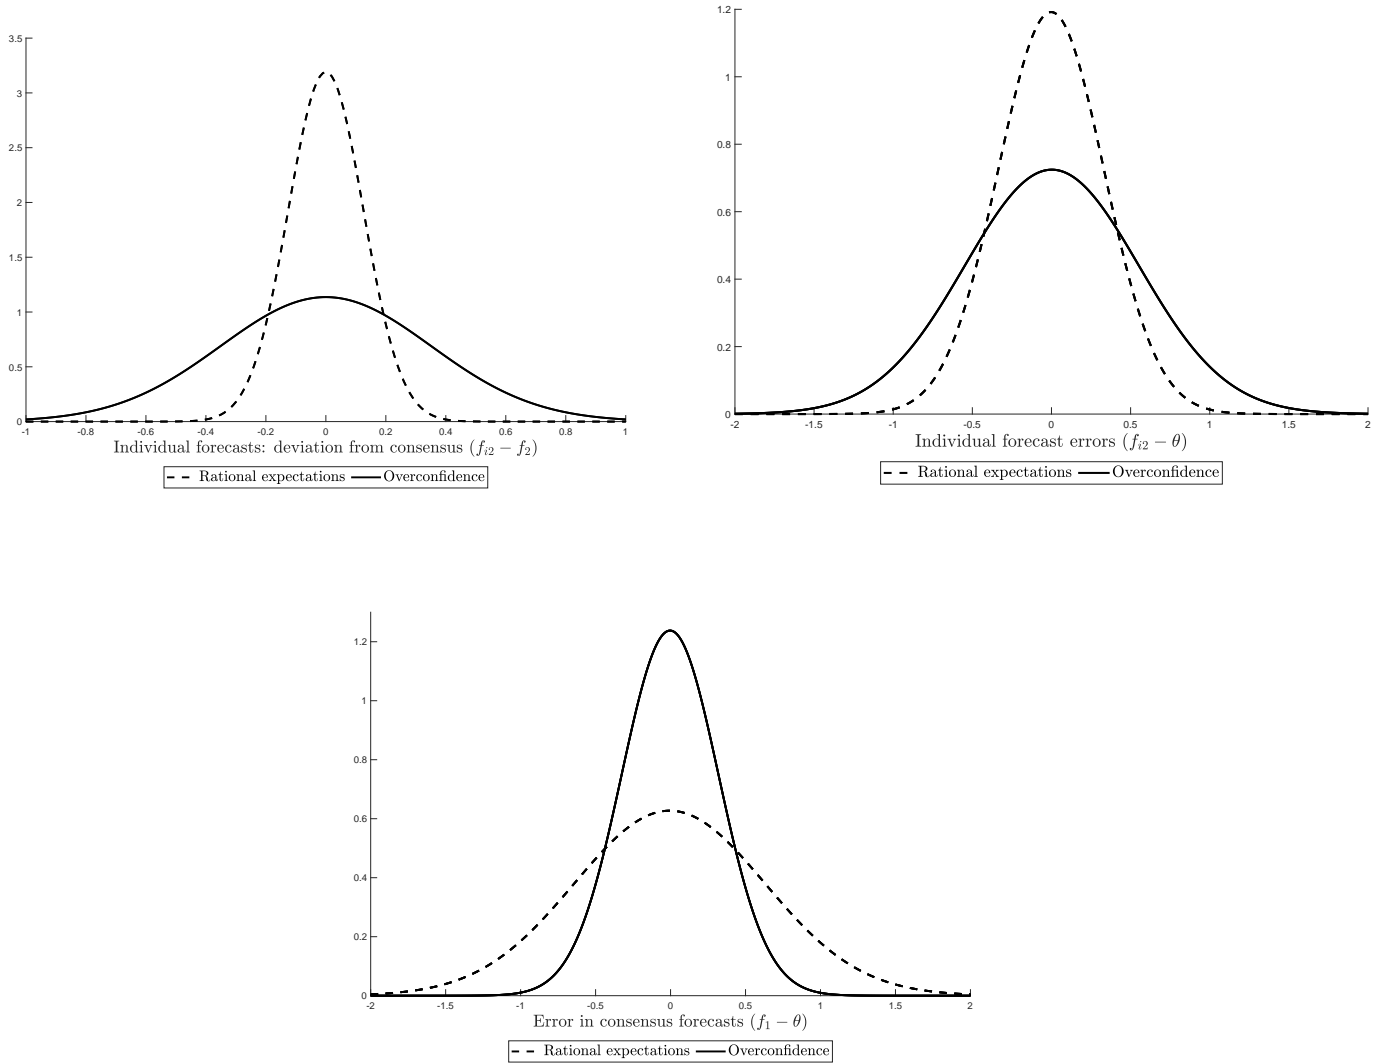 3.5
3
2.5
2
1.5
1
0.5
0
-1 -0.8 -0.6 -0.4 -0.2 0 0.2 0.4 0.6 0.8 1
Individual forecasts: deviation from consensus (f_{i2} − f_2)
Rational expectations Overconfidence
1.2
1
0.8
0.6
0.4
0.2
0
-2 -1.5 -1 -0.5 0 0.5 1 1.5 2
Individual forecast errors (f_{i2} − θ)
Rational expectations Overconfidence
1.2
1
0.8
0.6
0.4
0.2
0
-2 -1.5 -1 -0.5 0 0.5 1 1.5 2
Error in consensus forecasts (f_1 − θ)
Rational expectations Overconfidence